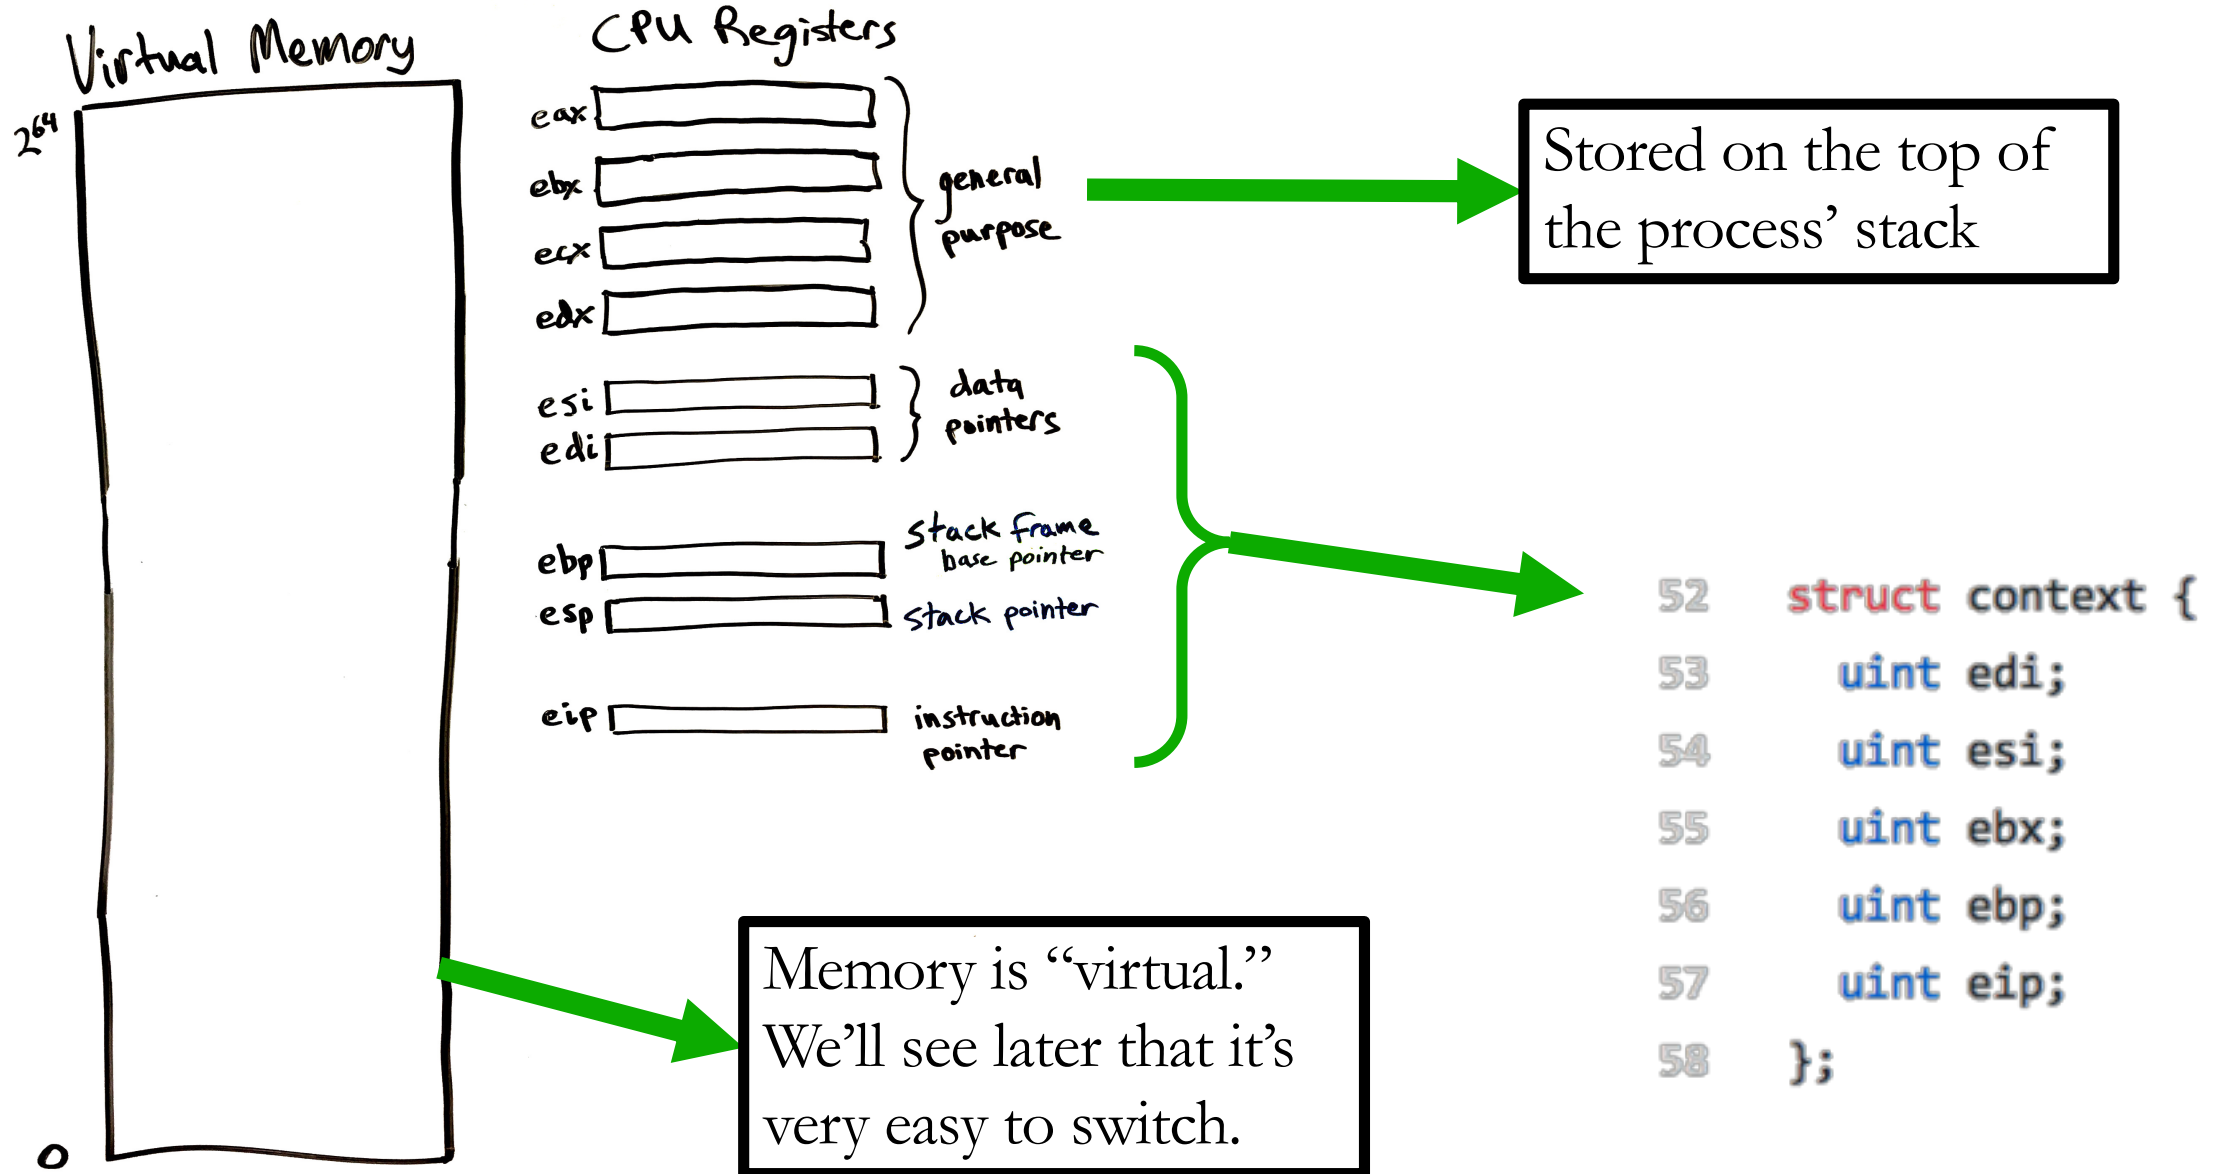 Virtual Memory
2⁶⁴
0
CPU Registers
eax
ebx
ecx
edx
general
purpose
esi
edi
data
pointers
ebp
stack frame
base pointer
esp
stack pointer
eip
instruction
pointer
Stored on the top of
the process’ stack
Memory is “virtual.”
We’ll see later that it’s
very easy to switch.
52 struct context {
53 uint edi;
54 uint esi;
55 uint ebx;
56 uint ebp;
57 uint eip;
58 };